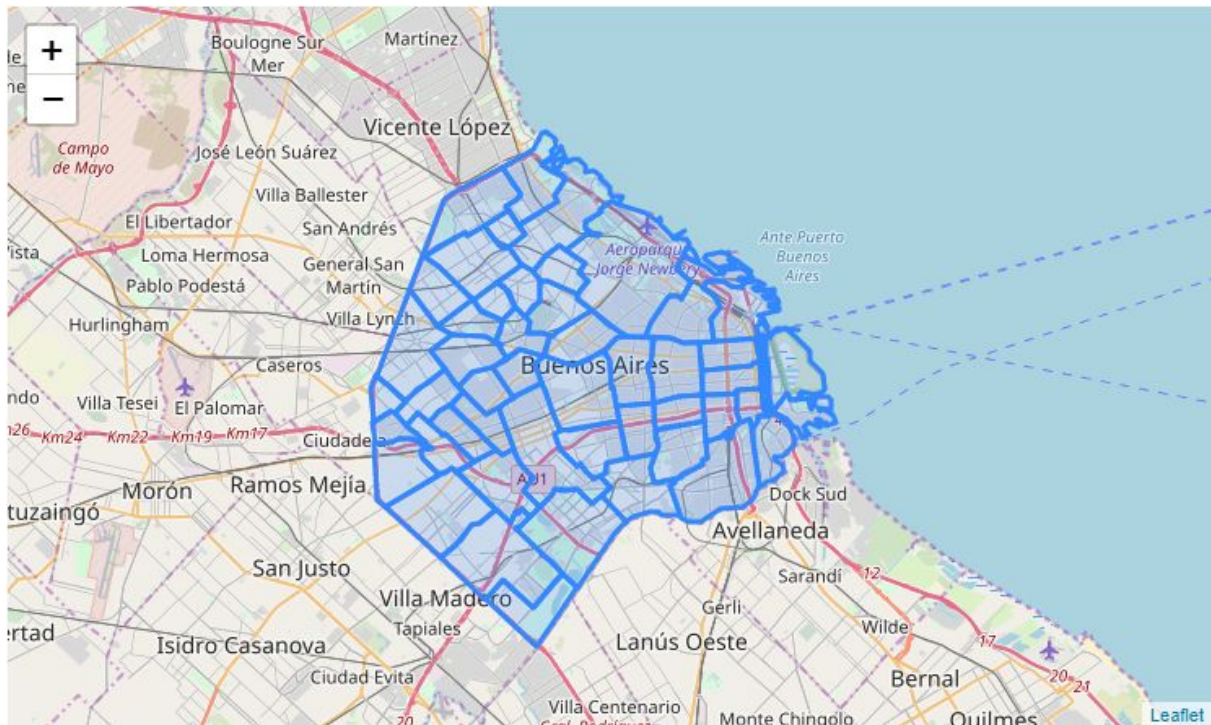 +
−
Boulogne Sur
Mer
Martínez
Vicente López
Campo
de Mayo
José León Suárez
Villa Ballester
El Libertador
San Andrés
Loma Hermosa
General San
Martín
Pablo Podestá
Villa Lynch
Hurlingham
Caseros
Villa Tesei
El Palomar
Km24
Km22
Km19
Km17
Ciudadela
Aeroparque
Jorge Newbery
Ante Puerto
Buenos
Aires
Buenos Aires
Ramos Mejía
Morón
AU1
Dock Sud
Avellaneda
San Justo
Sarandí
12
Villa Madero
Tapiales
Gerli
Wilde
Isidro Casanova
Lanús Oeste
17
20
21
Ciudad Evita
Bernal
20
Villa Centenario
Monte Chingolo
Quilmes
Leaflet